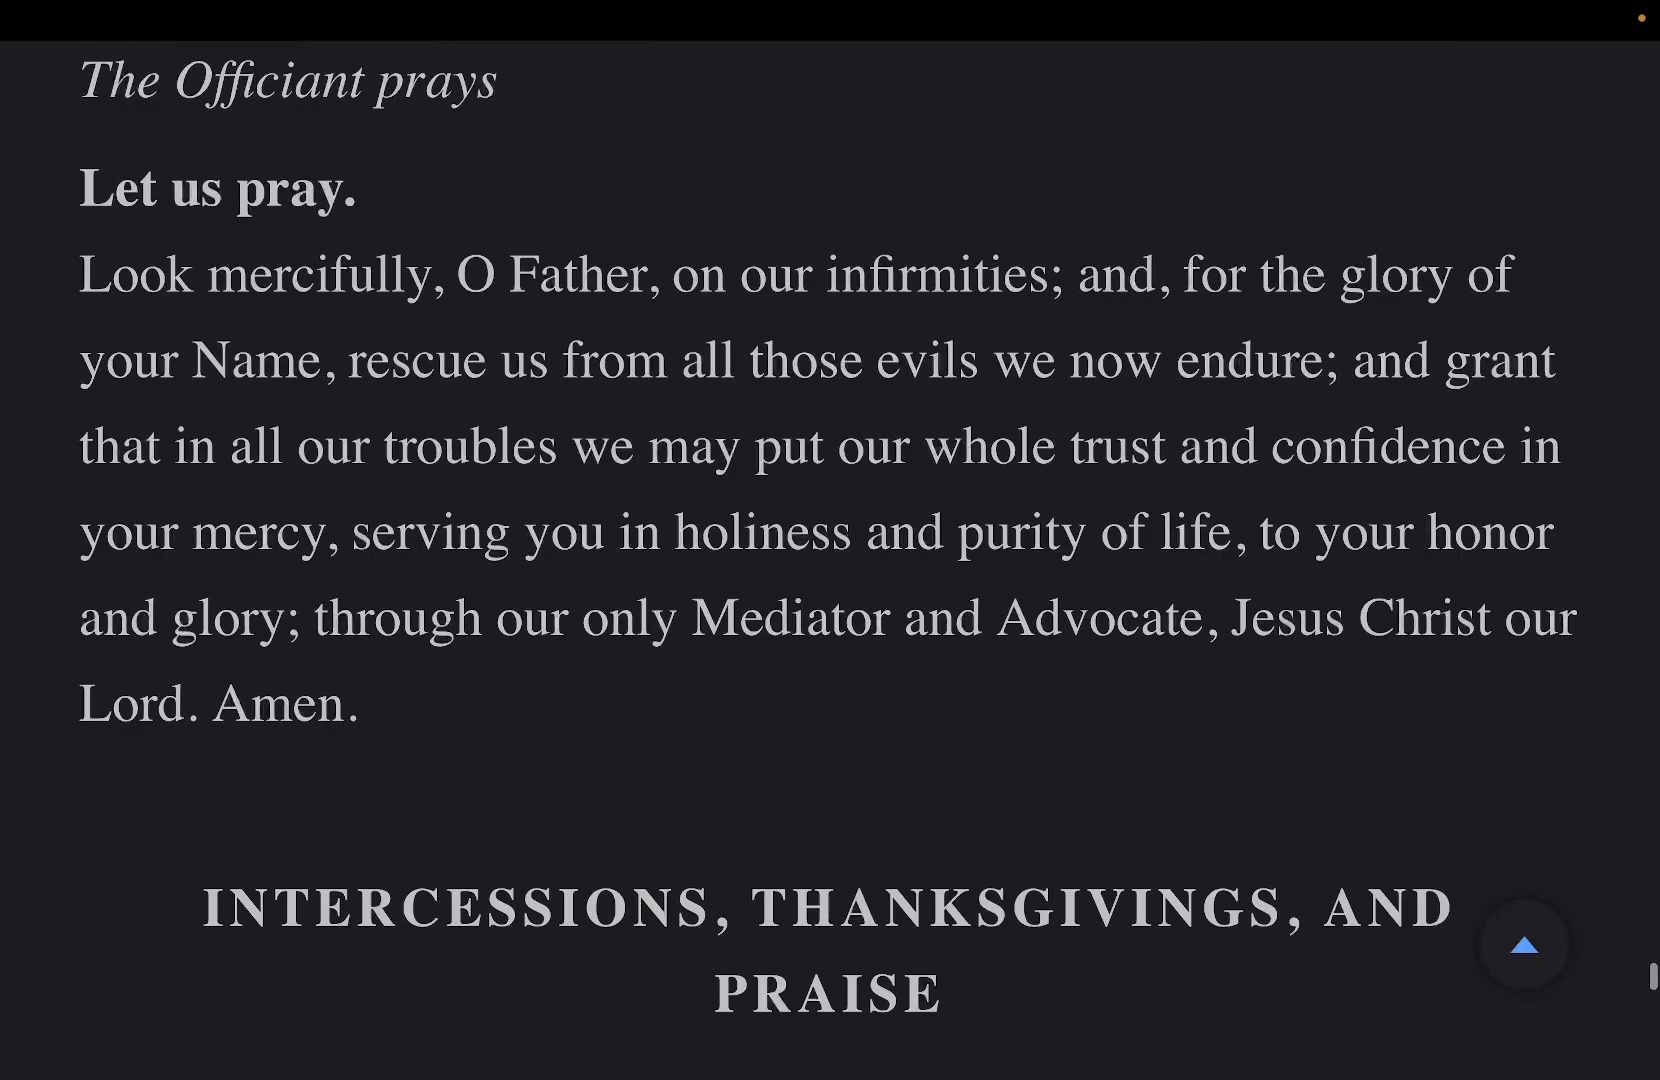 The Officiant prays
Let us pray.
Look mercifully, O Father, on our infirmities; and, for the glory of
your Name, rescue us from all those evils we now endure; and grant
that in all our troubles we may put our whole trust and confidence in
your mercy, serving you in holiness and purity of life, to your honor
and glory; through our only Mediator and Advocate, Jesus Christ our
Lord. Amen.
INTERCESSIONS, THANKSGIVINGS, AND
PRAISE